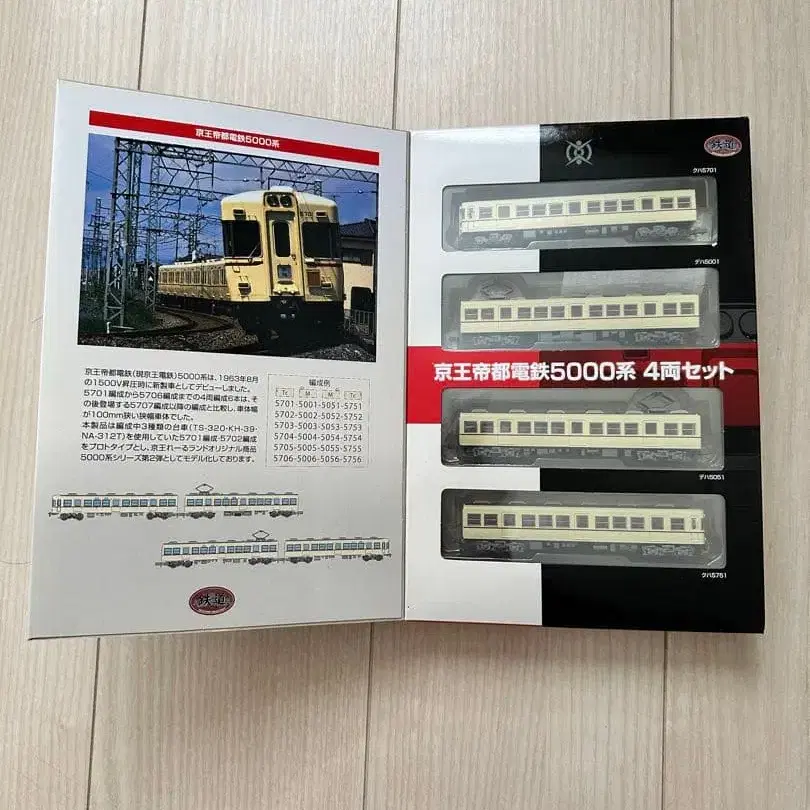 京王帝都電鉄5000系
京王帝都電鉄(現京王電鉄)5000系は、1963年8月
の1500V昇圧時に新製車としてデビューしました。
5701編成から5706編成までの4両編成6本は、そ
の後登場する5707編成以降の編成と比較し、車体幅
が100mm狭い狭幅車体でした。
本製品は編成中3種類の台車(TS-320・KH-39・
NA-312T)を使用していた5701編成・5702編成
をプロトタイプとし、京王れーるランドオリジナル商品
5000系シリーズ第2弾としてモデル化しております。
編成例
Tc M M Tc
5701-5001-5051-5751
5702-5002-5052-5752
5703-5003-5053-5753
5704-5004-5054-5754
5705-5005-5055-5755
5706-5006-5056-5756
鉄道
鉄道
クハ5701
デハ5001
京王帝都電鉄5000系 4両セット
デハ5051
クハ5751